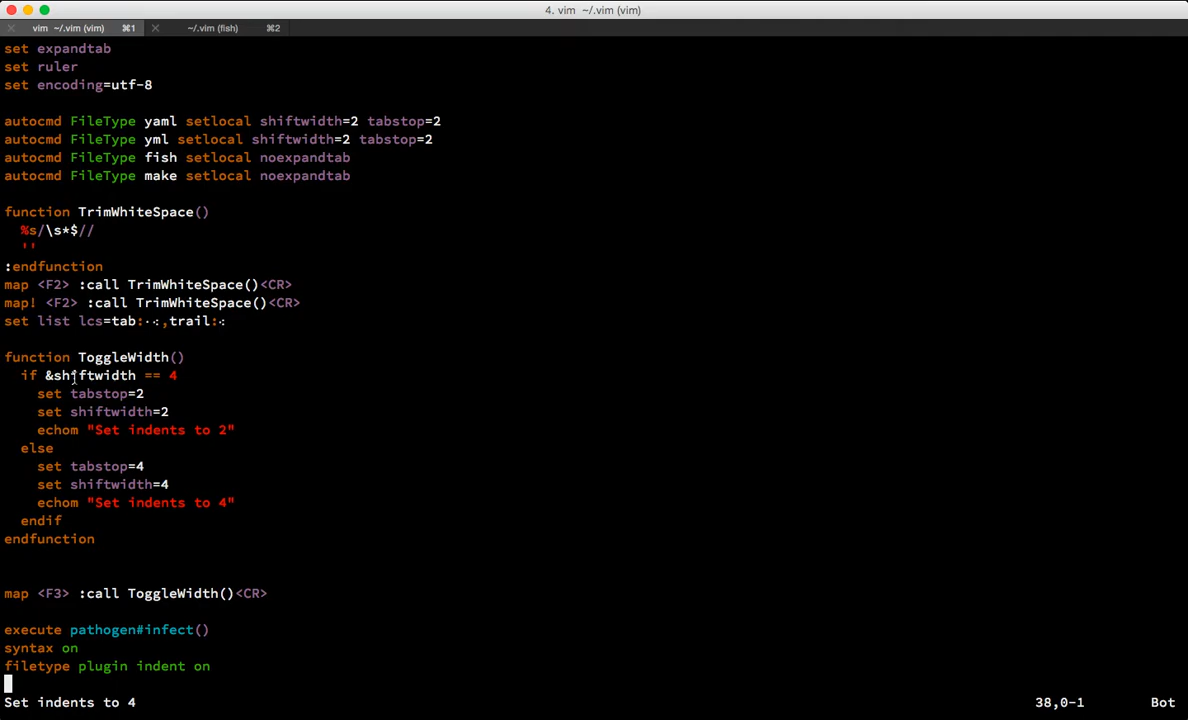 4. vim ~/.vim (vim)
vim ~/.vim (vim) ⌘1 ~/.vim (fish) ⌘2
set expandtab
set ruler
set encoding=utf-8
autocmd FileType yaml setlocal shiftwidth=2 tabstop=2
autocmd FileType yml setlocal shiftwidth=2 tabstop=2
autocmd FileType fish setlocal noexpandtab
autocmd FileType make setlocal noexpandtab
function TrimWhiteSpace()
  %s/\s*$//
  ''
:endfunction
map <F2> :call TrimWhiteSpace()<CR>
map! <F2> :call TrimWhiteSpace()<CR>
set list lcs=tab:,trail:
function ToggleWidth()
  if &shiftwidth == 4
    set tabstop=2
    set shiftwidth=2
    echom "Set indents to 2"
  else
    set tabstop=4
    set shiftwidth=4
    echom "Set indents to 4"
  endif
endfunction
map <F3> :call ToggleWidth()<CR>
execute pathogen#infect()
syntax on
filetype plugin indent on
Set indents to 4 38,0-1 Bot